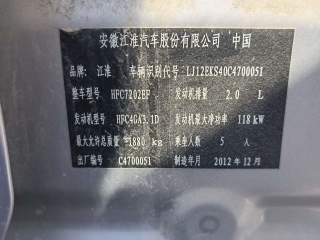 安徽江淮汽车股份有限公司 中国
品牌: 江淮 车辆识别代号 LJ12EKS40C4700051
整车型号 HFC7202EF 发动机排量 2.0 L
发动机型号 HFC4GA3.1D 发动机最大净功率 118 kW
最大允许总质量 1880 kg 乘坐人数 5 人
出厂编号 C4700051 制造年月 2012 年 12 月